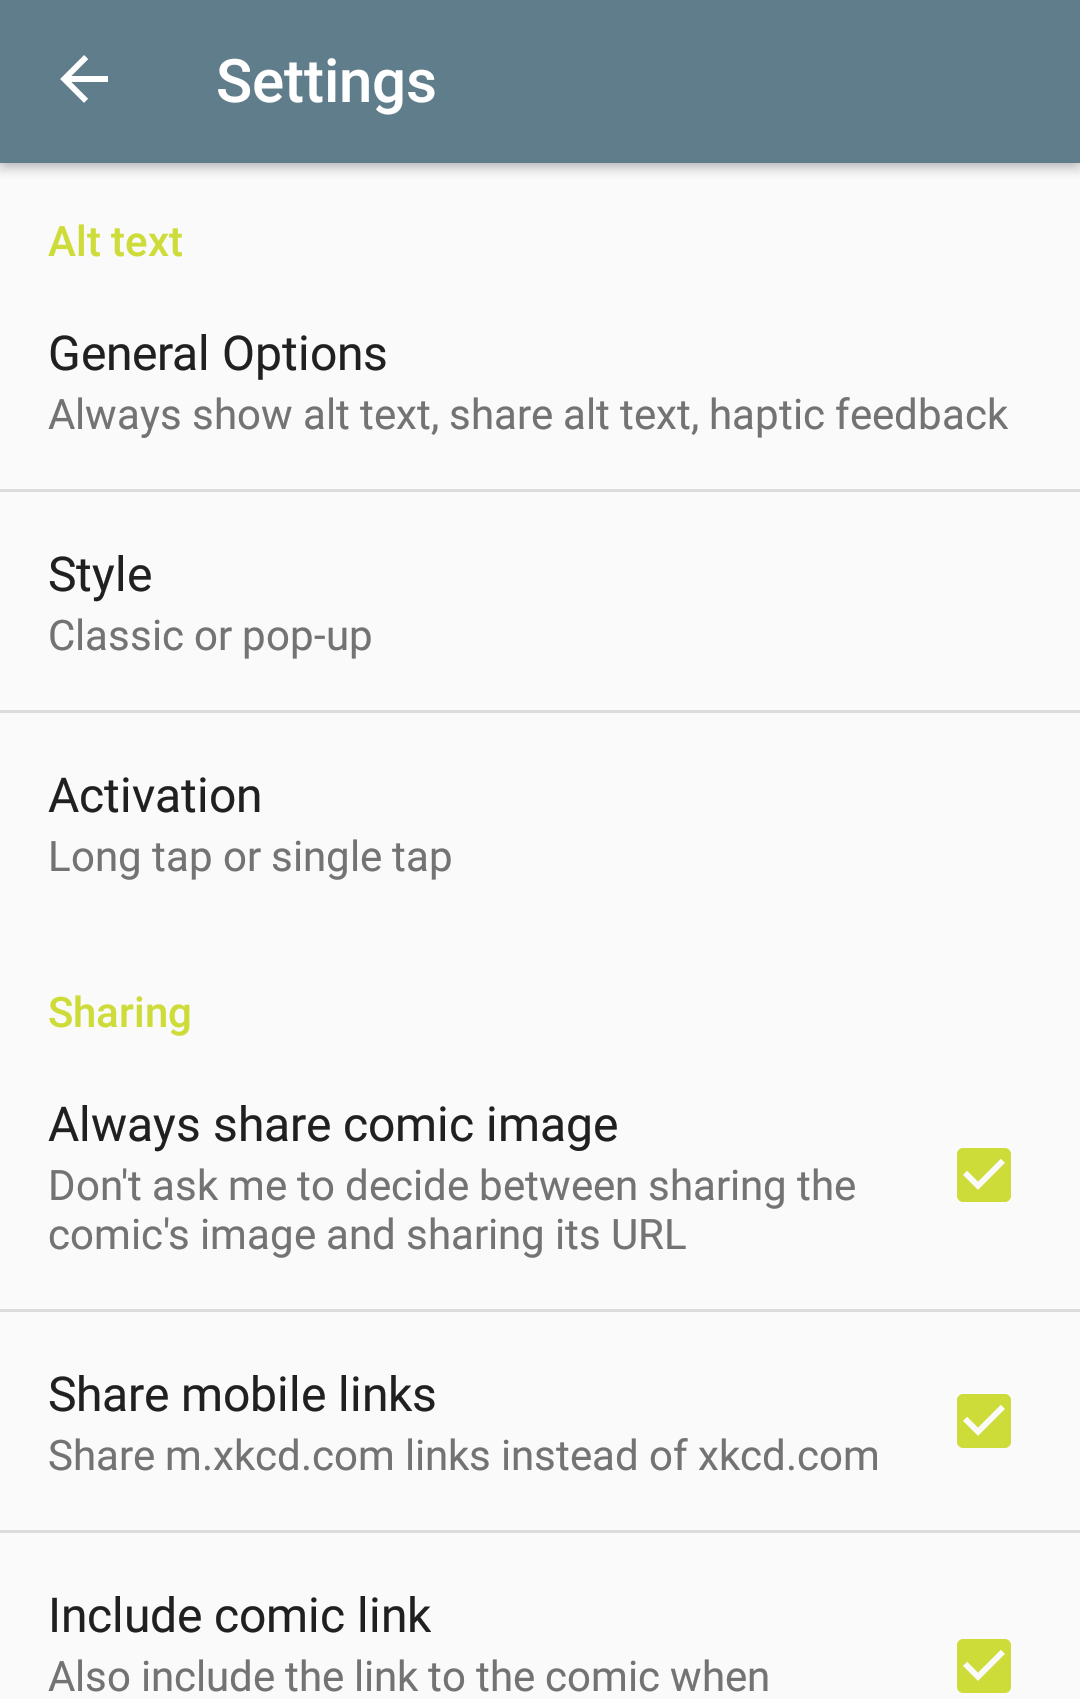 Settings
Alt text
General Options
Always show alt text, share alt text, haptic feedback
Style
Classic or pop-up
Activation
Long tap or single tap
Sharing
Always share comic image
Don't ask me to decide between sharing the
comic's image and sharing its URL
Share mobile links
Share m.xkcd.com links instead of xkcd.com
Include comic link
Also include the link to the comic when